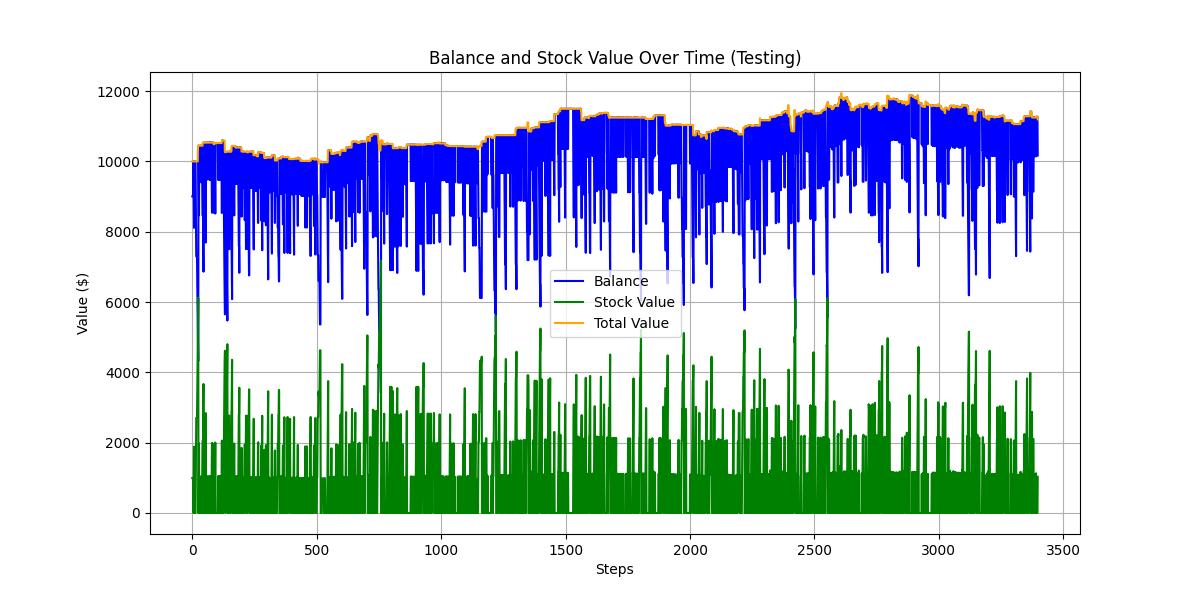 Balance and Stock Value Over Time (Testing)
12000
10000
8000
6000
4000
2000
0
Value ($)
Balance
Stock Value
Total Value
0 500 1000 1500 2000 2500 3000 3500
Steps